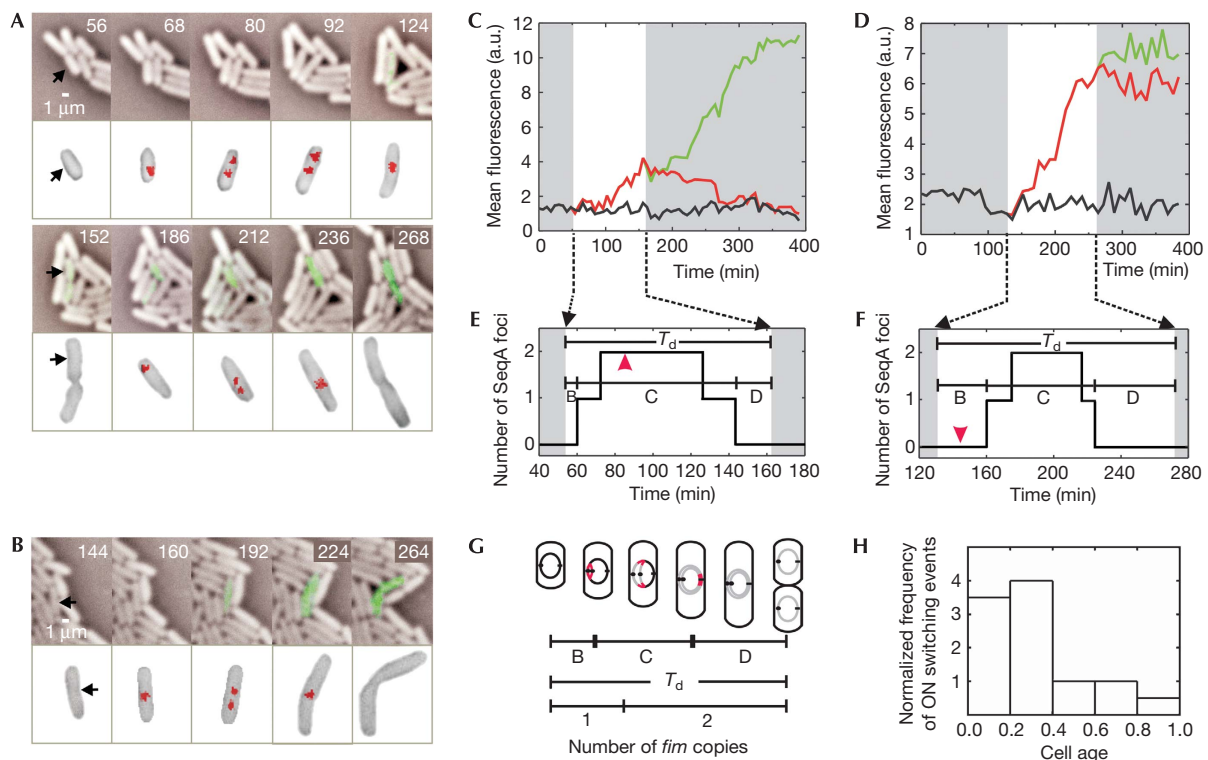 A
56 68 80 92 124
1 μm
152 186 212 236 268
B
144 160 192 224 264
1 μm
C
Mean fluorescence (a.u.)
12
10
8
6
4
2
0
0 100 200 300 400
Time (min)
D
Mean fluorescence (a.u.)
8
7
6
5
4
3
2
1
0 100 200 300 400
Time (min)
E
Number of SeqA foci
2
1
0
Td
B C D
40 60 80 100 120 140 160 180
Time (min)
F
Number of SeqA foci
2
1
0
Td
B C D
120 160 200 240 280
Time (min)
G
B C D
Td
1 2
Number of fim copies
H
Normalized frequency
of ON switching events
4
3
2
1
0.0 0.2 0.4 0.6 0.8 1.0
Cell age